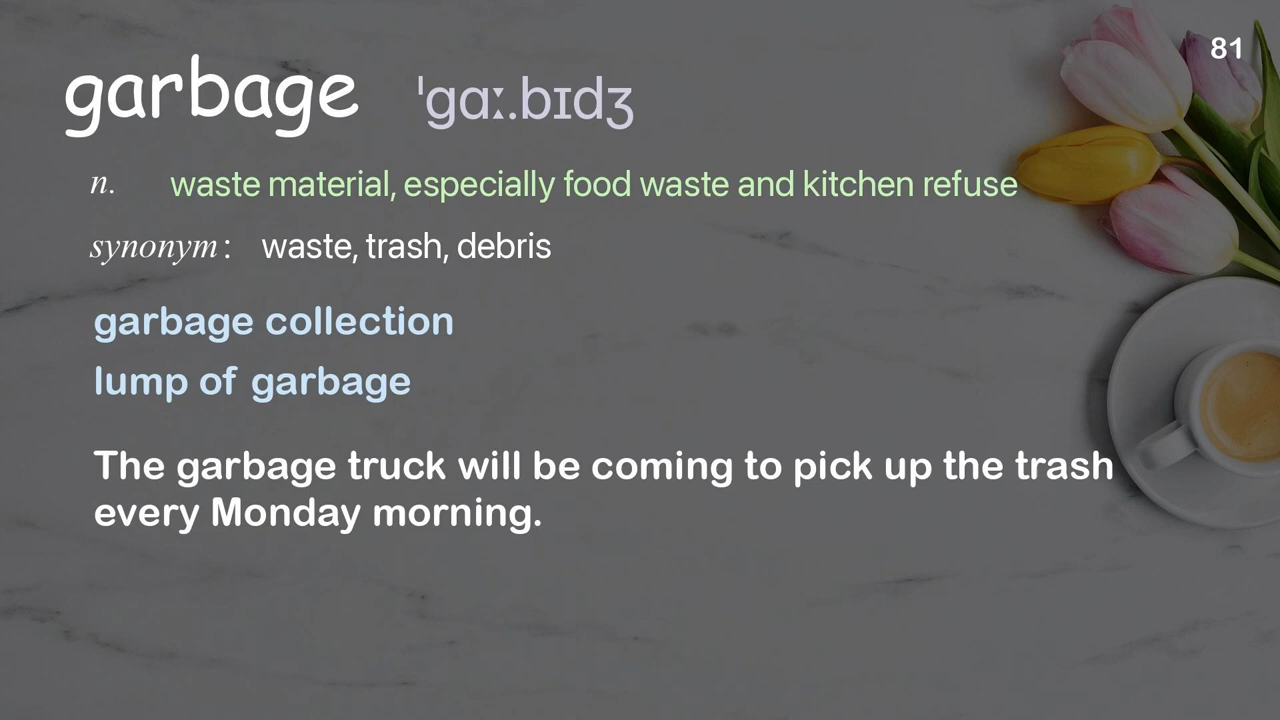 81
garbage ˈɡɑː.bɪdʒ
n. waste material, especially food waste and kitchen refuse
synonym: waste, trash, debris
garbage collection
lump of garbage
The garbage truck will be coming to pick up the trash
every Monday morning.